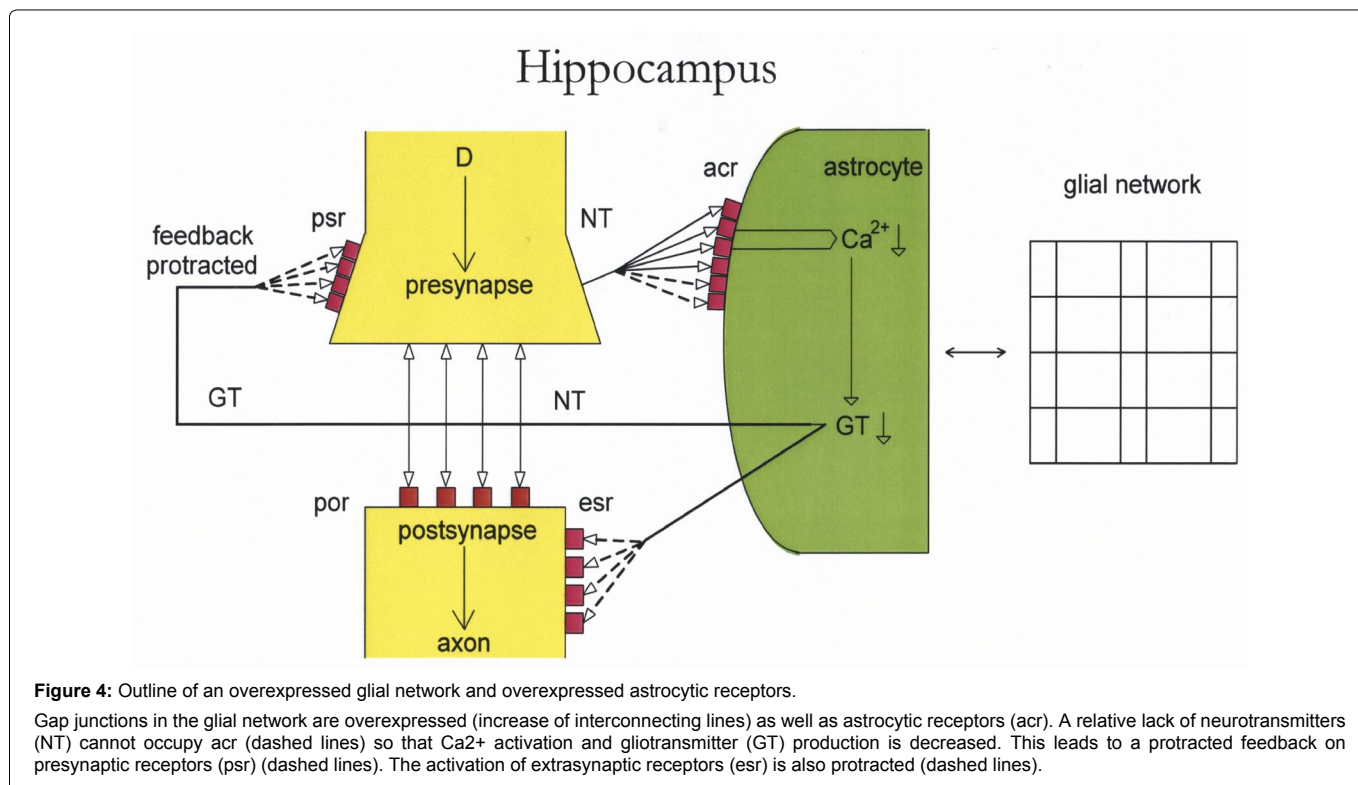 Hippocampus
D
acr
astrocyte
NT
glial network
psr
feedback
protracted
Ca2+
presynapse
GT
NT
GT
por
esr
postsynapse
axon
Figure 4: Outline of an overexpressed glial network and overexpressed astrocytic receptors.
Gap junctions in the glial network are overexpressed (increase of interconnecting lines) as well as astrocytic receptors (acr). A relative lack of neurotransmitters
(NT) cannot occupy acr (dashed lines) so that Ca2+ activation and gliotransmitter (GT) production is decreased. This leads to a protracted feedback on
presynaptic receptors (psr) (dashed lines). The activation of extrasynaptic receptors (esr) is also protracted (dashed lines).